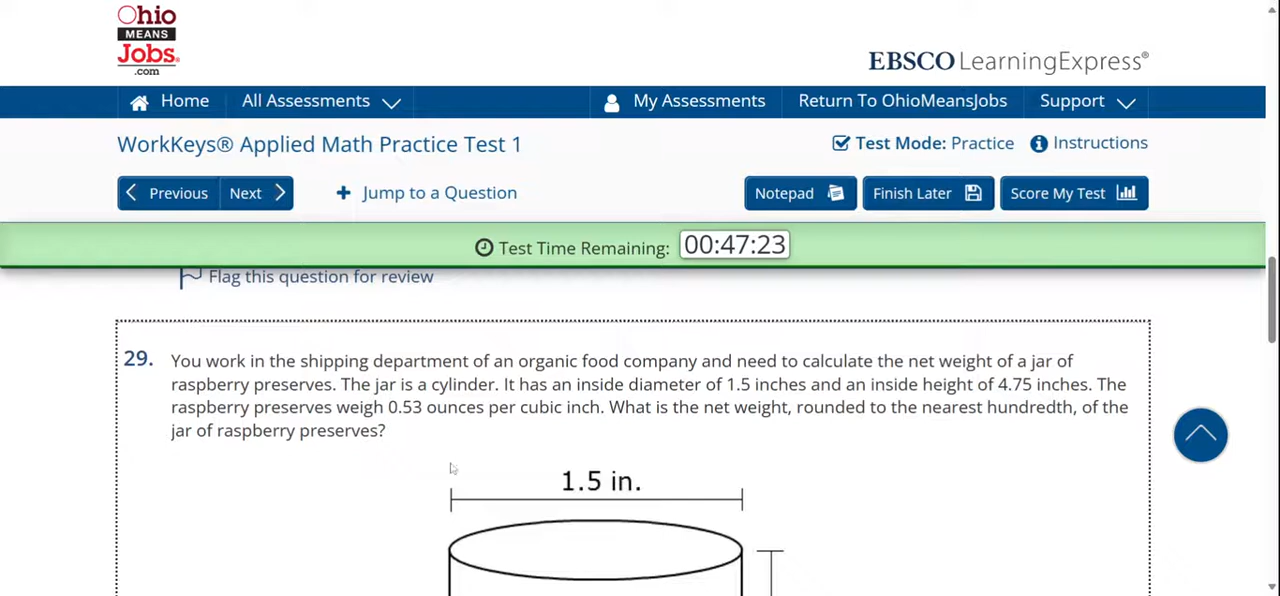 Ohio
MEANS
Jobs.
.com
EBSCO LearningExpress®
Home
All Assessments
My Assessments
Return To OhioMeansJobs
Support
WorkKeys® Applied Math Practice Test 1
Test Mode: Practice
Instructions
Previous
Next
+ Jump to a Question
Notepad
Finish Later
Score My Test
Test Time Remaining: 00:47:23
Flag this question for review
29. You work in the shipping department of an organic food company and need to calculate the net weight of a jar of
raspberry preserves. The jar is a cylinder. It has an inside diameter of 1.5 inches and an inside height of 4.75 inches. The
raspberry preserves weigh 0.53 ounces per cubic inch. What is the net weight, rounded to the nearest hundredth, of the
jar of raspberry preserves?
1.5 in.